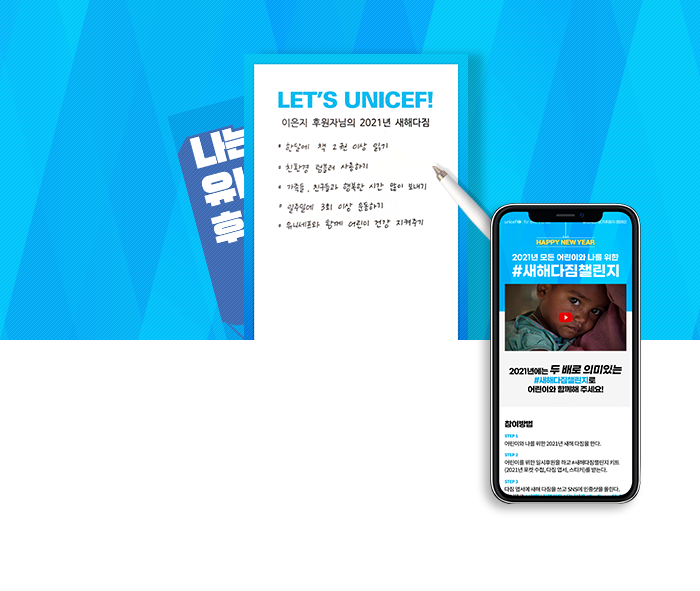 나는
유니
후
LET'S UNICEF!
이은지 후원자님의 2021년 새해다짐
• 한달에 책 2권 이상 읽기
• 친환경 텀블러 사용하기
• 가족들, 친구들과 행복한 시간 많이 보내기
• 일주일에 3회 이상 운동하기
• 유니세프와 함께 어린이 건강 지켜주기
unicef
HAPPY NEW YEAR
2021년 모든 어린이와 나를 위한
#새해다짐챌린지
2021년에는 두 배로 의미있는
#새해다짐챌린지로
어린이와 함께해 주세요!
참여방법
STEP 1
어린이와 나를 위한 2021년 새해 다짐을 한다.
STEP 2
어린이를 위한 일시후원을 하고 #새해다짐챌린지 키트
(2021년 포켓 수첩, 다짐 엽서, 스티커)를 받는다.
STEP 3
다짐 엽서에 새해 다짐을 쓰고 SNS에 인증샷을 올린다.